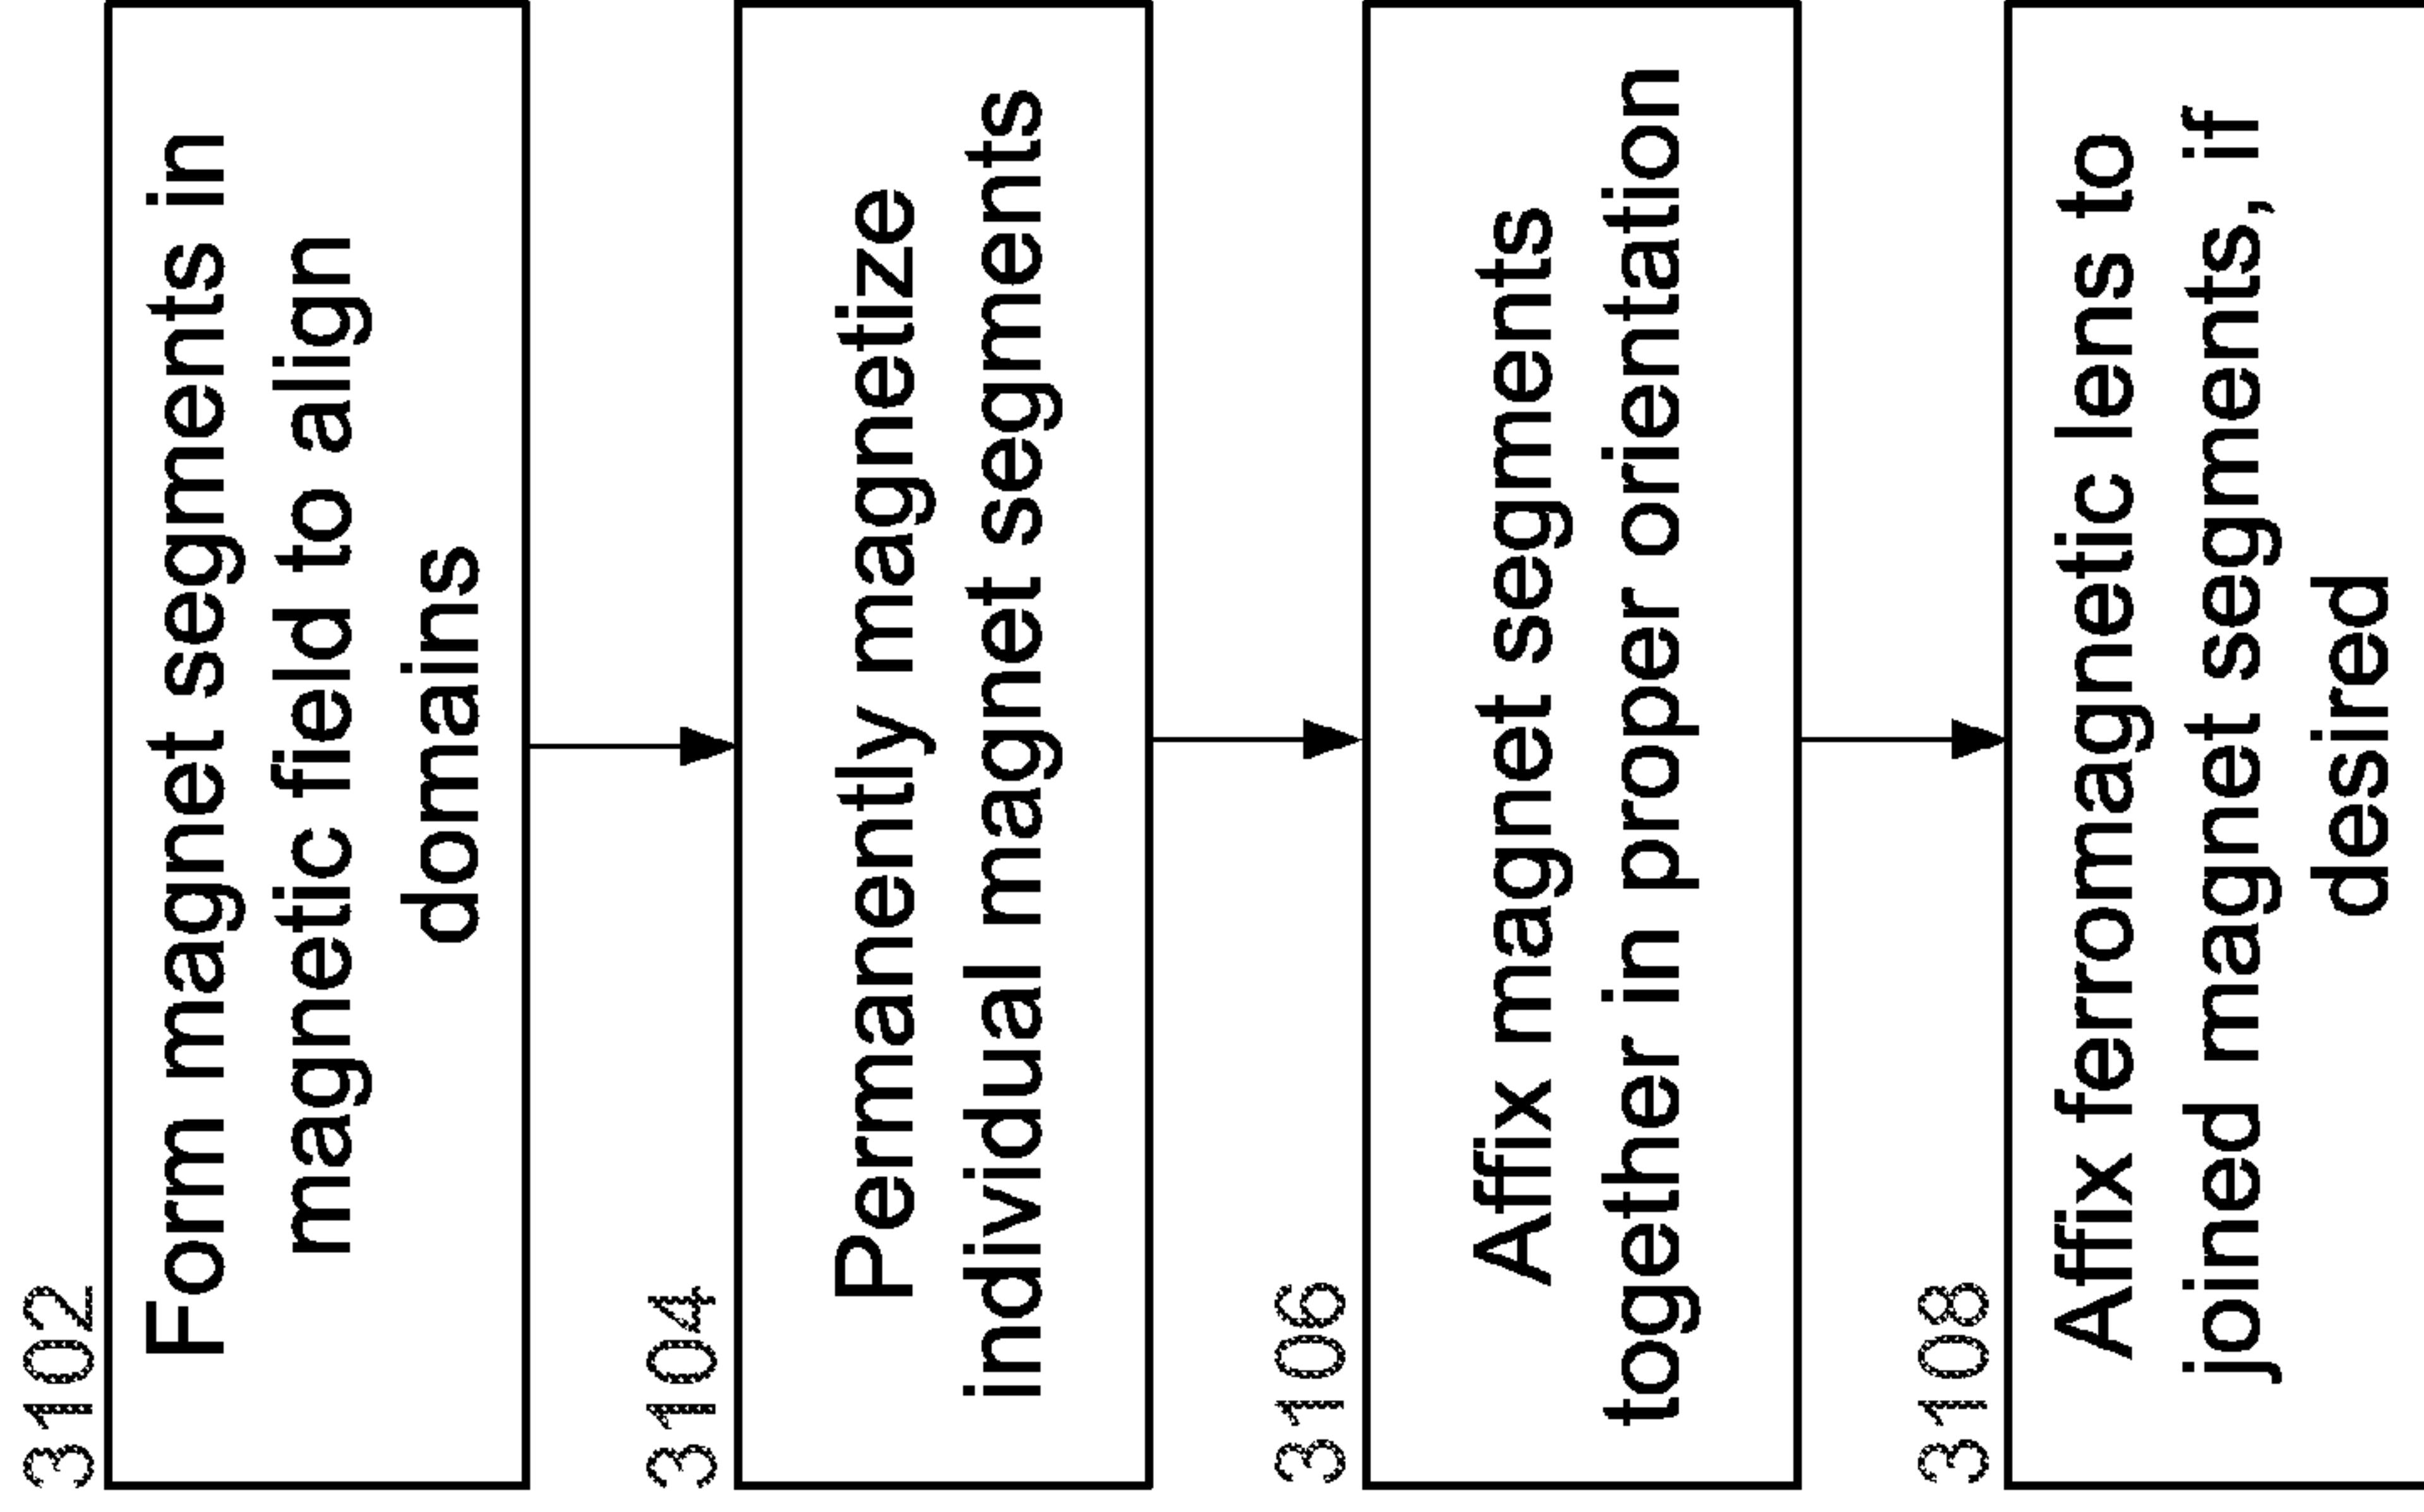 3102
Form magnet segments in
magnetic field to align
domains
3104
Permanently magnetize
individual magnet segments
3106
Affix magnet segments
together in proper orientation
3108
Affix ferromagnetic lens to
joined magnet segments, if
desired